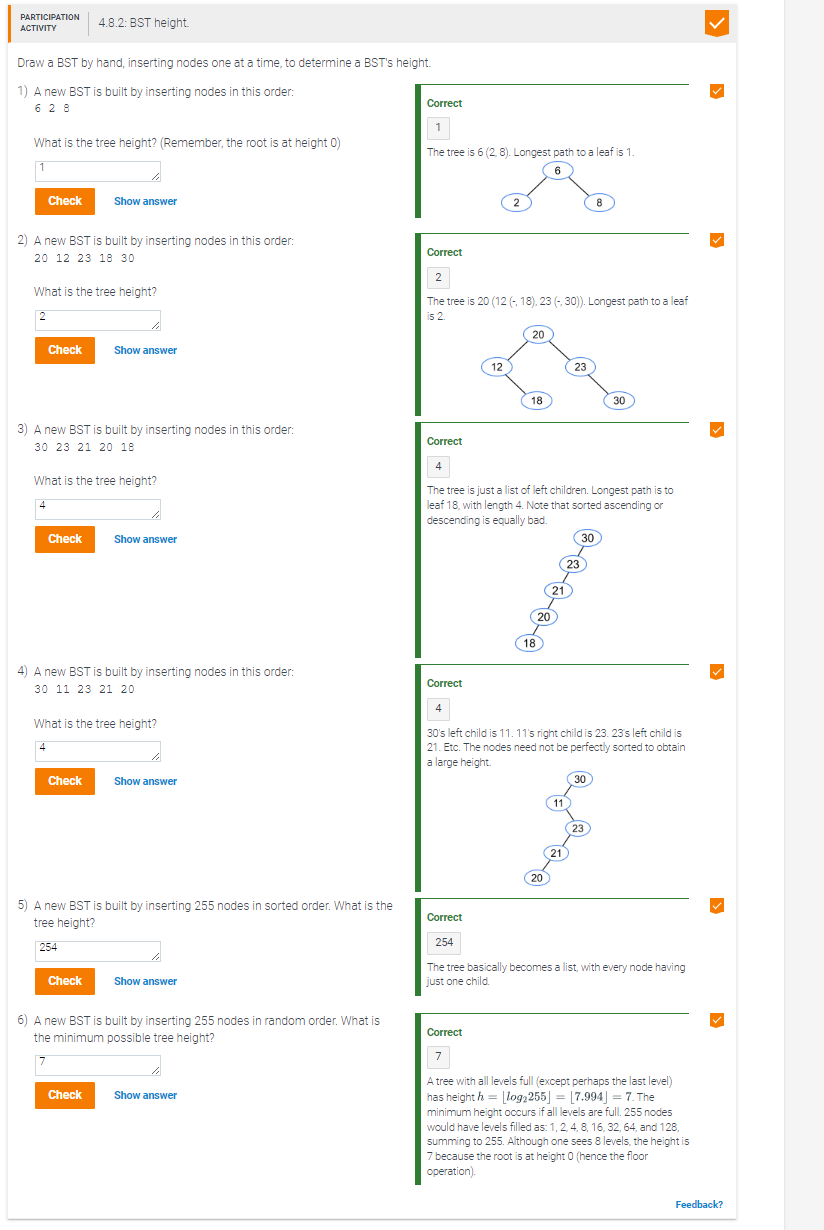 PARTICIPATION
ACTIVITY
4.8.2: BST height.
Draw a BST by hand, inserting nodes one at a time, to determine a BST's height.
1) A new BST is built by inserting nodes in this order:
6 2 8
What is the tree height? (Remember, the root is at height 0)
1
Check Show answer
Correct
1
The tree is 6 (2, 8). Longest path to a leaf is 1.
6
2 8
2) A new BST is built by inserting nodes in this order:
20 12 23 18 30
What is the tree height?
2
Check Show answer
Correct
2
The tree is 20 (12 (-, 18), 23 (-, 30)). Longest path to a leaf
is 2.
20
12 23
18 30
3) A new BST is built by inserting nodes in this order:
30 23 21 20 18
What is the tree height?
4
Check Show answer
Correct
4
The tree is just a list of left children. Longest path is to
leaf 18, with length 4. Note that sorted ascending or
descending is equally bad.
30
23
21
20
18
4) A new BST is built by inserting nodes in this order:
30 11 23 21 20
What is the tree height?
4
Check Show answer
Correct
4
30's left child is 11. 11's right child is 23. 23's left child is
21. Etc. The nodes need not be perfectly sorted to obtain
a large height.
30
11
23
21
20
5) A new BST is built by inserting 255 nodes in sorted order. What is the
tree height?
254
Check Show answer
Correct
254
The tree basically becomes a list, with every node having
just one child.
6) A new BST is built by inserting 255 nodes in random order. What is
the minimum possible tree height?
7
Check Show answer
Correct
7
A tree with all levels full (except perhaps the last level)
has height h = ⌊log₂255⌋ = ⌊7.994⌋ = 7. The
minimum height occurs if all levels are full. 255 nodes
would have levels filled as: 1, 2, 4, 8, 16, 32, 64, and 128,
summing to 255. Although one sees 8 levels, the height is
7 because the root is at height 0 (hence the floor
operation).
Feedback?